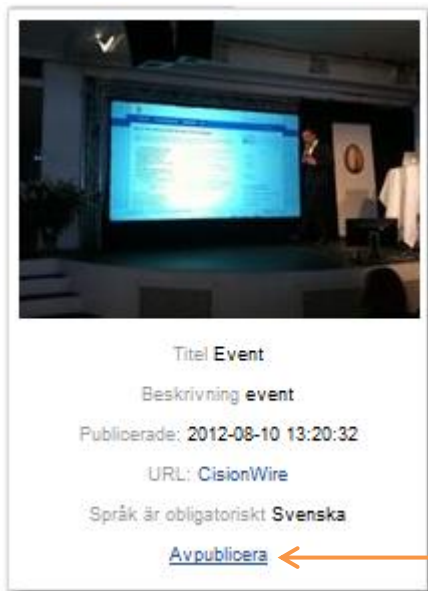 Titel Event
Beskrivning event
Publicerade: 2012-08-10 13:20:32
URL: CisionWire
Språk är obligatoriskt Svenska
Avpublicera